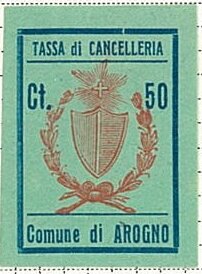 TASSA di CANCELLERIA
Ct. 50
Comune di AROGNO